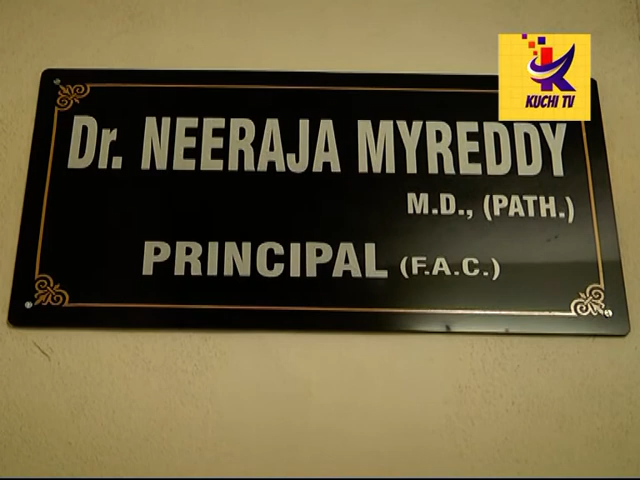 KUCHI TV
Dr. NEERAJA MYREDDY
M.D., (PATH.)
PRINCIPAL (F.A.C.)